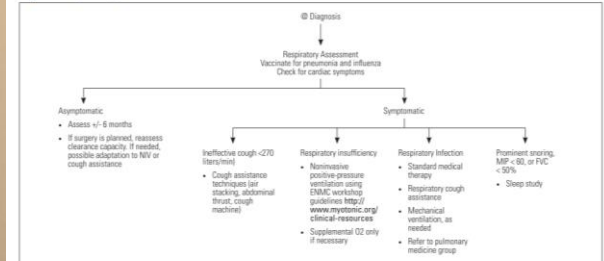 @ Diagnosis
Respiratory Assessment
Vaccinate for pneumonia and influenza
Check for cardiac symptoms
Asymptomatic
• Assess +/- 6 months
• If surgery is planned, reassess
clearance capacity. If needed,
possible adaptation to NIV or
cough assistance
Symptomatic
Ineffective cough <270
liters/min)
• Cough assistance
techniques (air
stacking, abdominal
thrust, cough
machine)
Respiratory insufficiency
• Noninvasive
positive-pressure
ventilation using
ENMC workshop
guidelines http://
www.myotonic.org/
clinical-resources
• Supplemental O2 only
if necessary
Respiratory Infection
• Standard medical
therapy
• Respiratory cough
assistance
• Mechanical
ventilation, as
needed
• Refer to pulmonary
medicine group
Prominent snoring,
MIP < 60, or FVC
< 50%
• Sleep study